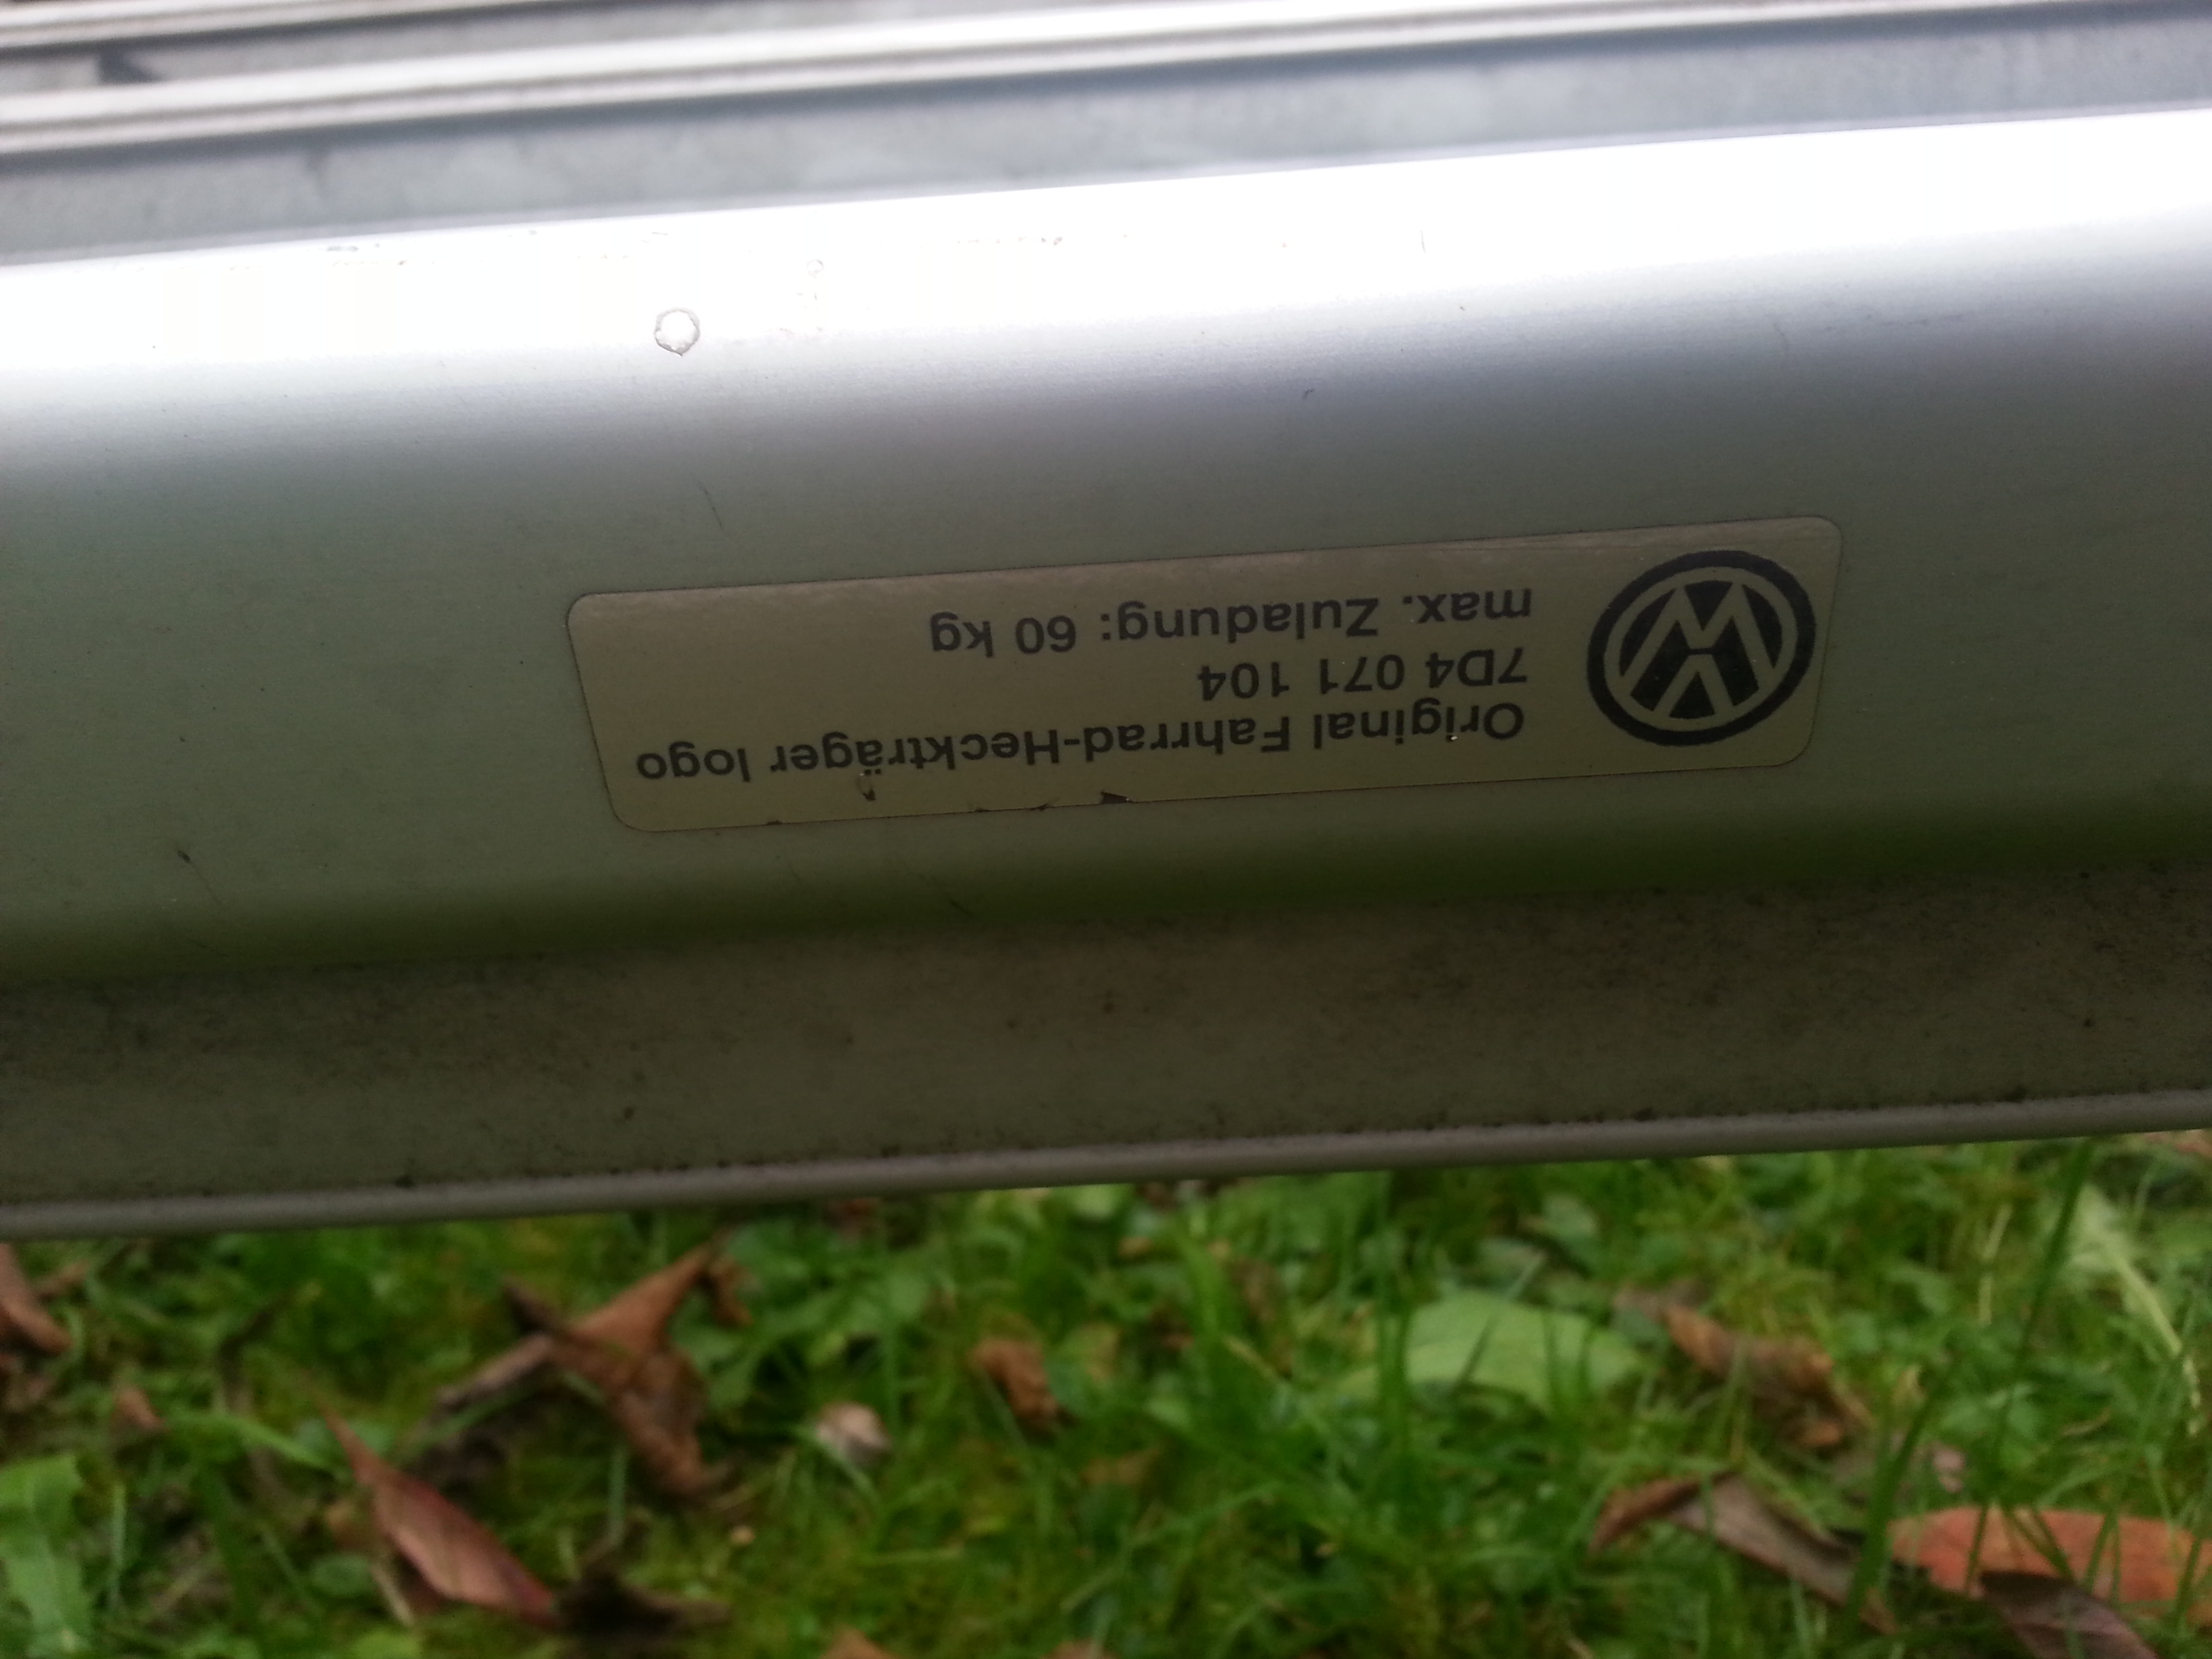 Original Fahrrad-Heckträger logo
7D4 071 104
max. Zuladung: 60 kg